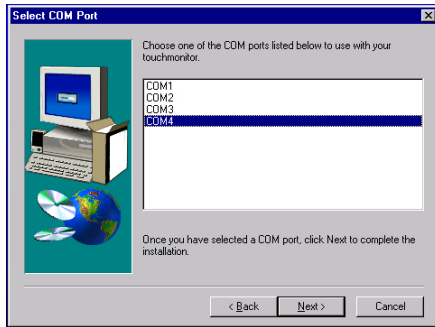 Select COM Port
Choose one of the COM ports listed below to use with your
touchmonitor.
COM1
COM2
COM3
COM4
Once you have selected a COM port, click Next to complete the
installation.
< Back
Next >
Cancel